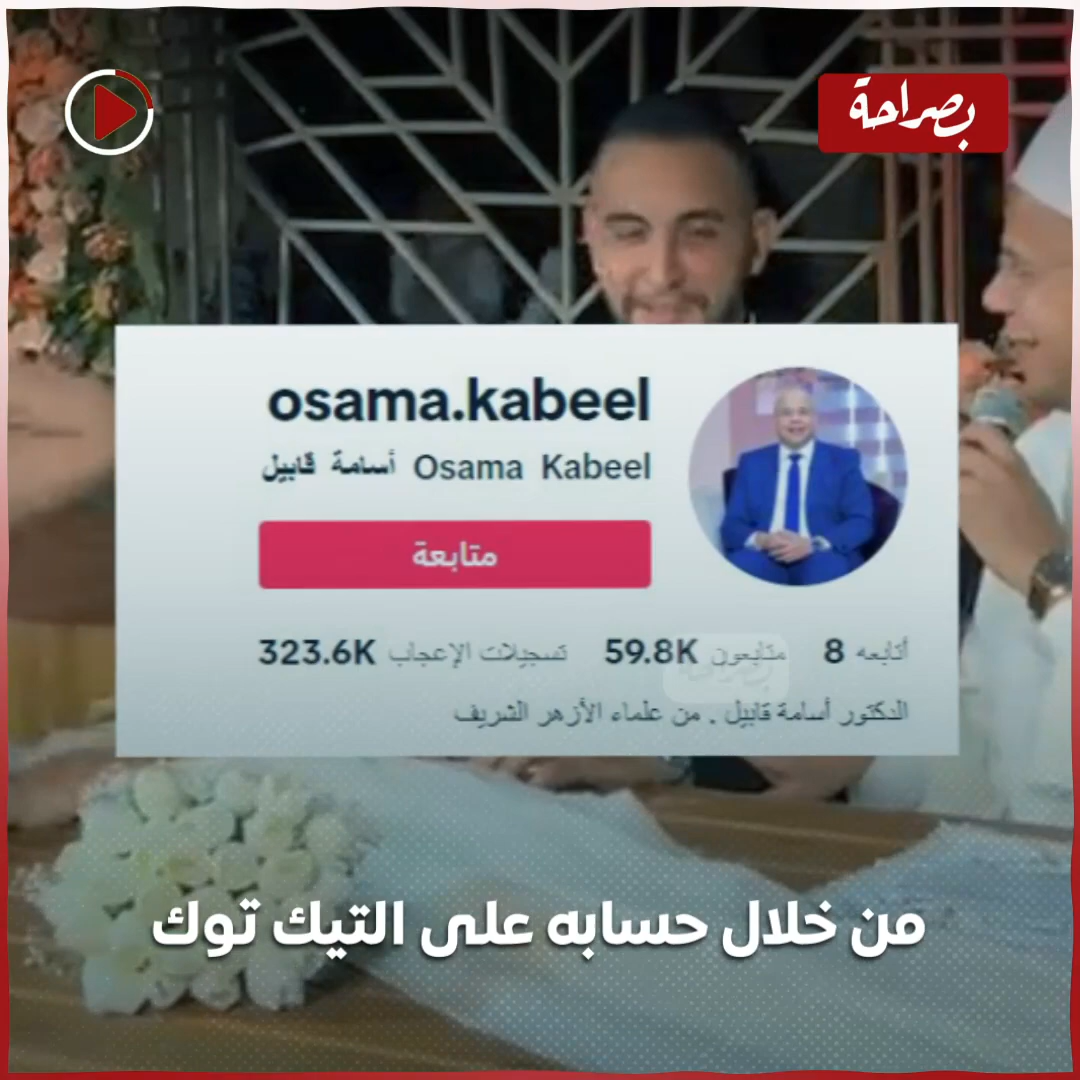 بصراحة
osama.kabeel
أسامة قابيل Osama Kabeel
متابعة
أتابعه 8 متابعون 59.8K تسجيلات الإعجاب 323.6K
بصراحة
الدكتور أسامة قابيل . من علماء الأزهر الشريف
من خلال حسابه على التيك توك